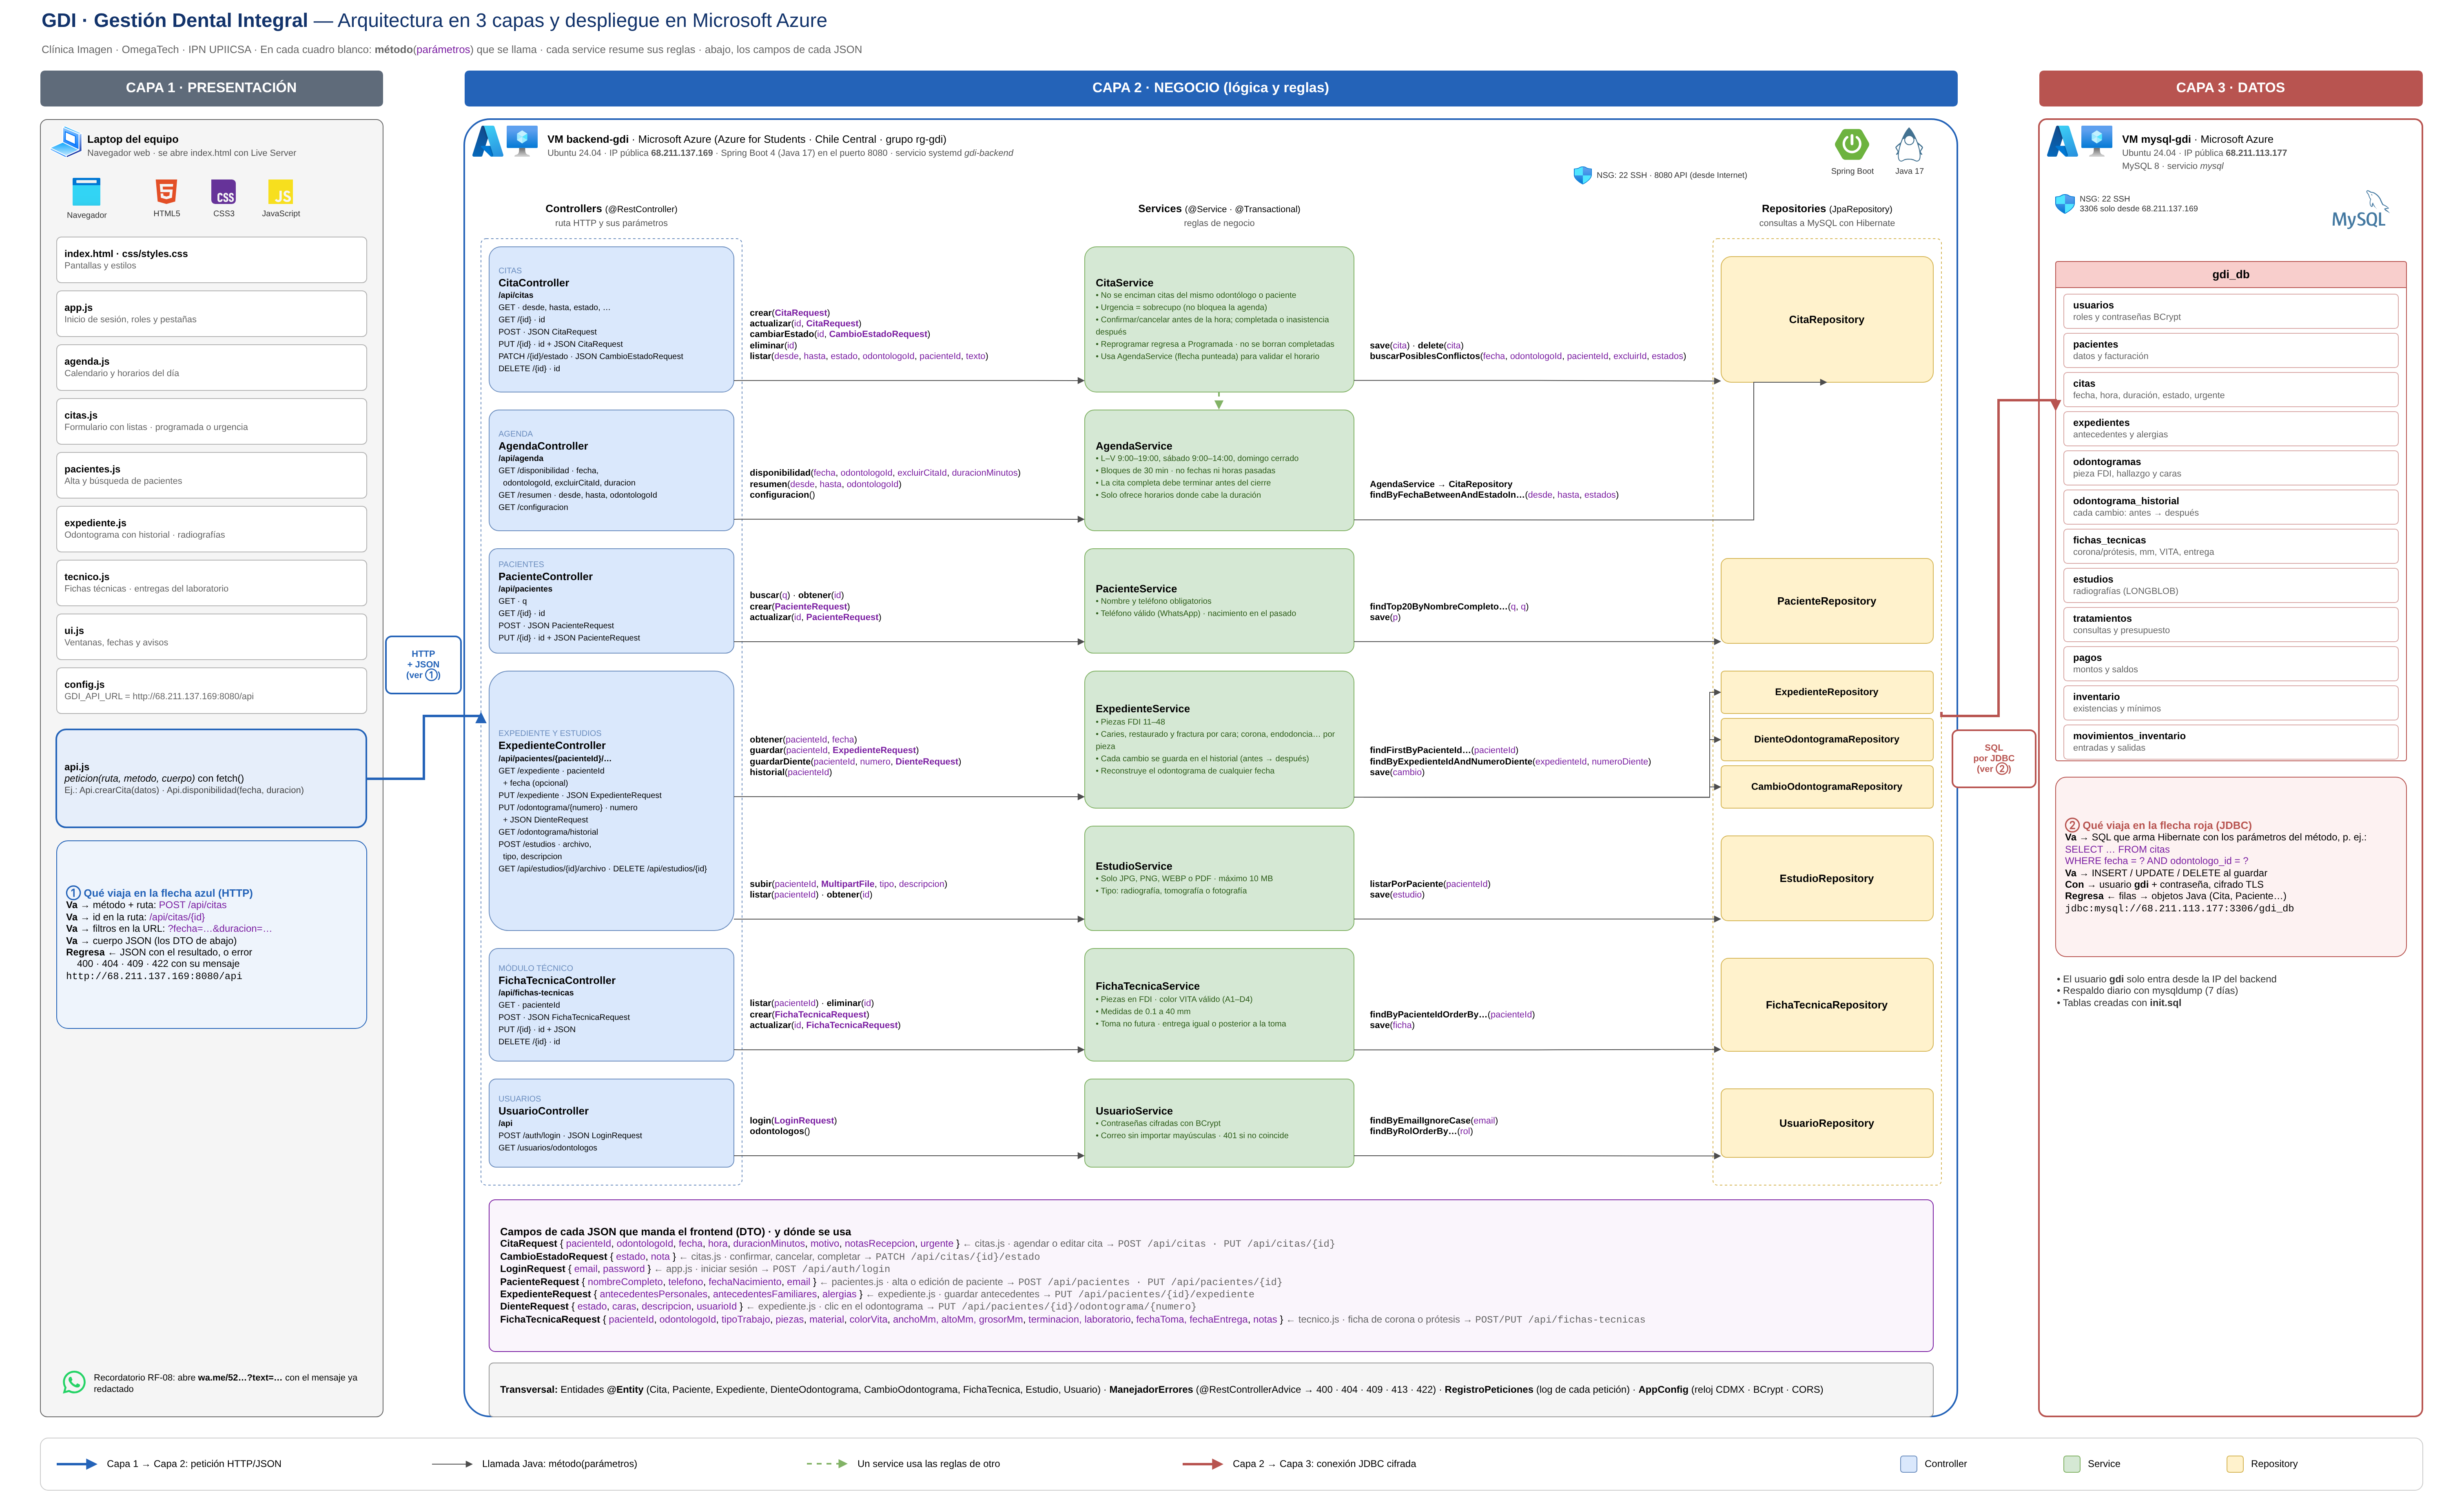 GDI · Gestión Dental Integral — Arquitectura en 3 capas y despliegue en Microsoft Azure
Clínica Imagen · OmegaTech · IPN UPIICSA · En cada cuadro blanco: método(parámetros) que se llama · cada service resume sus reglas · abajo, los campos de cada JSON
CAPA 1 · PRESENTACIÓN
Laptop del equipo
Navegador web · se abre index.html con Live Server
Navegador
HTML5
CSS3
JavaScript
index.html · css/styles.css
Pantallas y estilos
app.js
Inicio de sesión, roles y pestañas
agenda.js
Calendario y horarios del día
citas.js
Formulario con listas · programada o urgencia
pacientes.js
Alta y búsqueda de pacientes
expediente.js
Odontograma con historial · radiografías
tecnico.js
Fichas técnicas · entregas del laboratorio
ui.js
Ventanas, fechas y avisos
config.js
GDI_API_URL = http://68.211.137.169:8080/api
api.js
peticion(ruta, metodo, cuerpo) con fetch()
Ej.: Api.crearCita(datos) · Api.disponibilidad(fecha, duracion)
① Qué viaja en la flecha azul (HTTP)
Va → método + ruta: POST /api/citas
Va → id en la ruta: /api/citas/{id}
Va → filtros en la URL: ?fecha=…&duracion=…
Va → cuerpo JSON (los DTO de abajo)
Regresa ← JSON con el resultado, o error
400 · 404 · 409 · 422 con su mensaje
http://68.211.137.169:8080/api
Recordatorio RF-08: abre wa.me/52…?text=… con el mensaje ya
redactado
HTTP
+ JSON
(ver ①)
CAPA 2 · NEGOCIO (lógica y reglas)
VM backend-gdi · Microsoft Azure (Azure for Students · Chile Central · grupo rg-gdi)
Ubuntu 24.04 · IP pública 68.211.137.169 · Spring Boot 4 (Java 17) en el puerto 8080 · servicio systemd gdi-backend
NSG: 22 SSH · 8080 API (desde Internet)
Spring Boot
Java 17
Controllers (@RestController)
ruta HTTP y sus parámetros
Services (@Service · @Transactional)
reglas de negocio
Repositories (JpaRepository)
consultas a MySQL con Hibernate
CITAS
CitaController
/api/citas
GET · desde, hasta, estado, …
GET /{id} · id
POST · JSON CitaRequest
PUT /{id} · id + JSON CitaRequest
PATCH /{id}/estado · JSON CambioEstadoRequest
DELETE /{id} · id
crear(CitaRequest)
actualizar(id, CitaRequest)
cambiarEstado(id, CambioEstadoRequest)
eliminar(id)
listar(desde, hasta, estado, odontologoId, pacienteId, texto)
CitaService
• No se enciman citas del mismo odontólogo o paciente
• Urgencia = sobrecupo (no bloquea la agenda)
• Confirmar/cancelar antes de la hora; completada o inasistencia
después
• Reprogramar regresa a Programada · no se borran completadas
• Usa AgendaService (flecha punteada) para validar el horario
save(cita) · delete(cita)
buscarPosiblesConflictos(fecha, odontologoId, pacienteId, excluirId, estados)
CitaRepository
AGENDA
AgendaController
/api/agenda
GET /disponibilidad · fecha,
odontologoId, excluirCitaId, duracion
GET /resumen · desde, hasta, odontologoId
GET /configuracion
disponibilidad(fecha, odontologoId, excluirCitaId, duracionMinutos)
resumen(desde, hasta, odontologoId)
configuracion()
AgendaService
• L–V 9:00–19:00, sábado 9:00–14:00, domingo cerrado
• Bloques de 30 min · no fechas ni horas pasadas
• La cita completa debe terminar antes del cierre
• Solo ofrece horarios donde cabe la duración
AgendaService → CitaRepository
findByFechaBetweenAndEstadoIn…(desde, hasta, estados)
PACIENTES
PacienteController
/api/pacientes
GET · q
GET /{id} · id
POST · JSON PacienteRequest
PUT /{id} · id + JSON PacienteRequest
buscar(q) · obtener(id)
crear(PacienteRequest)
actualizar(id, PacienteRequest)
PacienteService
• Nombre y teléfono obligatorios
• Teléfono válido (WhatsApp) · nacimiento en el pasado
findTop20ByNombreCompleto…(q, q)
save(p)
PacienteRepository
EXPEDIENTE Y ESTUDIOS
ExpedienteController
/api/pacientes/{pacienteId}/…
GET /expediente · pacienteId
+ fecha (opcional)
PUT /expediente · JSON ExpedienteRequest
PUT /odontograma/{numero} · numero
+ JSON DienteRequest
GET /odontograma/historial
POST /estudios · archivo,
tipo, descripcion
GET /api/estudios/{id}/archivo · DELETE /api/estudios/{id}
obtener(pacienteId, fecha)
guardar(pacienteId, ExpedienteRequest)
guardarDiente(pacienteId, numero, DienteRequest)
historial(pacienteId)
ExpedienteService
• Piezas FDI 11–48
• Caries, restaurado y fractura por cara; corona, endodoncia… por
pieza
• Cada cambio se guarda en el historial (antes → después)
• Reconstruye el odontograma de cualquier fecha
findFirstByPacienteId…(pacienteId)
findByExpedienteIdAndNumeroDiente(expedienteId, numeroDiente)
save(cambio)
ExpedienteRepository
DienteOdontogramaRepository
CambioOdontogramaRepository
subir(pacienteId, MultipartFile, tipo, descripcion)
listar(pacienteId) · obtener(id)
EstudioService
• Solo JPG, PNG, WEBP o PDF · máximo 10 MB
• Tipo: radiografía, tomografía o fotografía
listarPorPaciente(pacienteId)
save(estudio)
EstudioRepository
MÓDULO TÉCNICO
FichaTecnicaController
/api/fichas-tecnicas
GET · pacienteId
POST · JSON FichaTecnicaRequest
PUT /{id} · id + JSON
DELETE /{id} · id
listar(pacienteId) · eliminar(id)
crear(FichaTecnicaRequest)
actualizar(id, FichaTecnicaRequest)
FichaTecnicaService
• Piezas en FDI · color VITA válido (A1–D4)
• Medidas de 0.1 a 40 mm
• Toma no futura · entrega igual o posterior a la toma
findByPacienteIdOrderBy…(pacienteId)
save(ficha)
FichaTecnicaRepository
USUARIOS
UsuarioController
/api
POST /auth/login · JSON LoginRequest
GET /usuarios/odontologos
login(LoginRequest)
odontologos()
UsuarioService
• Contraseñas cifradas con BCrypt
• Correo sin importar mayúsculas · 401 si no coincide
findByEmailIgnoreCase(email)
findByRolOrderBy…(rol)
UsuarioRepository
Campos de cada JSON que manda el frontend (DTO) · y dónde se usa
CitaRequest { pacienteId, odontologoId, fecha, hora, duracionMinutos, motivo, notasRecepcion, urgente } ← citas.js · agendar o editar cita → POST /api/citas · PUT /api/citas/{id}
CambioEstadoRequest { estado, nota } ← citas.js · confirmar, cancelar, completar → PATCH /api/citas/{id}/estado
LoginRequest { email, password } ← app.js · iniciar sesión → POST /api/auth/login
PacienteRequest { nombreCompleto, telefono, fechaNacimiento, email } ← pacientes.js · alta o edición de paciente → POST /api/pacientes · PUT /api/pacientes/{id}
ExpedienteRequest { antecedentesPersonales, antecedentesFamiliares, alergias } ← expediente.js · guardar antecedentes → PUT /api/pacientes/{id}/expediente
DienteRequest { estado, caras, descripcion, usuarioId } ← expediente.js · clic en el odontograma → PUT /api/pacientes/{id}/odontograma/{numero}
FichaTecnicaRequest { pacienteId, odontologoId, tipoTrabajo, piezas, material, colorVita, anchoMm, altoMm, grosorMm, terminacion, laboratorio, fechaToma, fechaEntrega, notas } ← tecnico.js · ficha de corona o prótesis → POST/PUT /api/fichas-tecnicas
Transversal: Entidades @Entity (Cita, Paciente, Expediente, DienteOdontograma, CambioOdontograma, FichaTecnica, Estudio, Usuario) · ManejadorErrores (@RestControllerAdvice → 400 · 404 · 409 · 413 · 422) · RegistroPeticiones (log de cada petición) · AppConfig (reloj CDMX · BCrypt · CORS)
SQL
por JDBC
(ver ②)
CAPA 3 · DATOS
VM mysql-gdi · Microsoft Azure
Ubuntu 24.04 · IP pública 68.211.113.177
MySQL 8 · servicio mysql
NSG: 22 SSH
3306 solo desde 68.211.137.169
MySQL
gdi_db
usuarios
roles y contraseñas BCrypt
pacientes
datos y facturación
citas
fecha, hora, duración, estado, urgente
expedientes
antecedentes y alergias
odontogramas
pieza FDI, hallazgo y caras
odontograma_historial
cada cambio: antes → después
fichas_tecnicas
corona/prótesis, mm, VITA, entrega
estudios
radiografías (LONGBLOB)
tratamientos
consultas y presupuesto
pagos
montos y saldos
inventario
existencias y mínimos
movimientos_inventario
entradas y salidas
② Qué viaja en la flecha roja (JDBC)
Va → SQL que arma Hibernate con los parámetros del método, p. ej.:
SELECT … FROM citas
WHERE fecha = ? AND odontologo_id = ?
Va → INSERT / UPDATE / DELETE al guardar
Con → usuario gdi + contraseña, cifrado TLS
Regresa ← filas → objetos Java (Cita, Paciente…)
jdbc:mysql://68.211.113.177:3306/gdi_db
• El usuario gdi solo entra desde la IP del backend
• Respaldo diario con mysqldump (7 días)
• Tablas creadas con init.sql
Capa 1 → Capa 2: petición HTTP/JSON
Llamada Java: método(parámetros)
Un service usa las reglas de otro
Capa 2 → Capa 3: conexión JDBC cifrada
Controller
Service
Repository